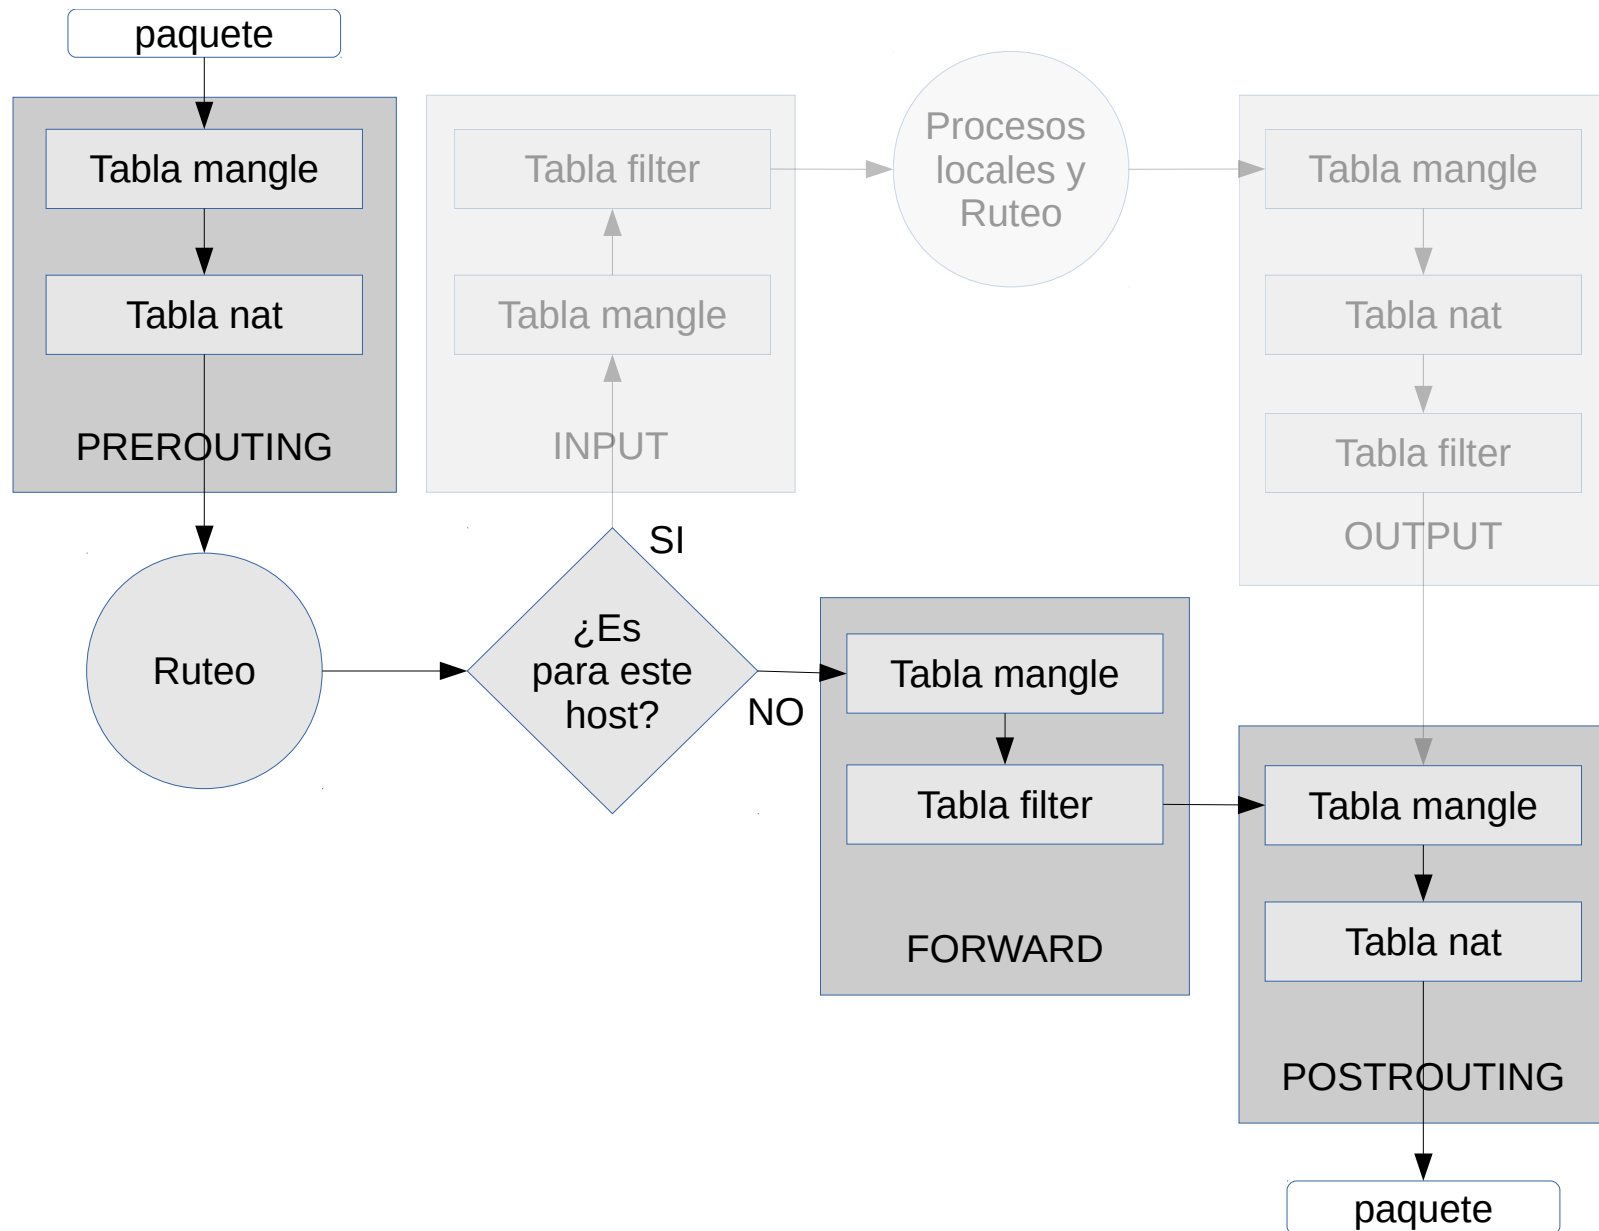 paquete
Tabla mangle
Tabla nat
PREROUTING
Ruteo
¿Es
para este
host?
SI
NO
Tabla filter
Tabla mangle
INPUT
Procesos
locales y
Ruteo
Tabla mangle
Tabla nat
Tabla filter
OUTPUT
Tabla mangle
Tabla filter
FORWARD
Tabla mangle
Tabla nat
POSTROUTING
paquete